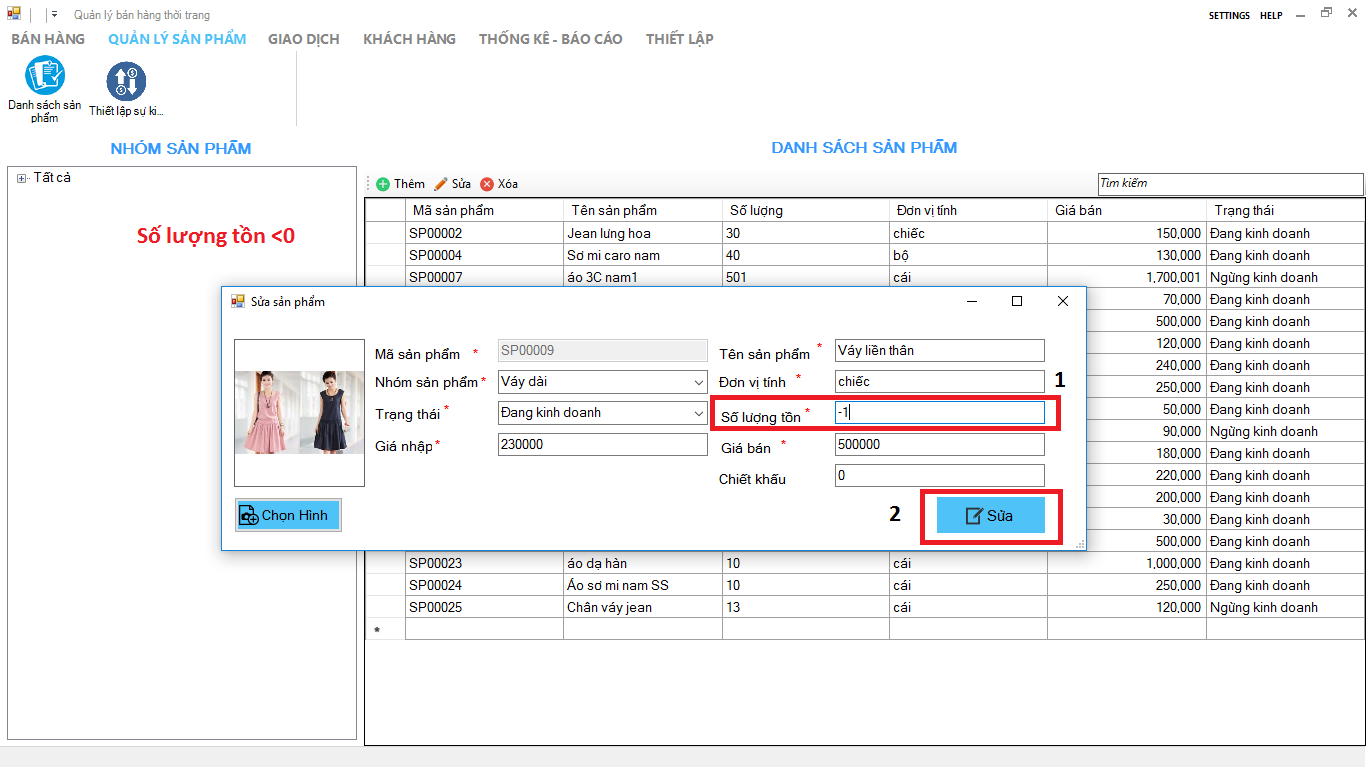 Quản lý bán hàng thời trang
SETTINGS HELP
BÁN HÀNG QUẢN LÝ SẢN PHẨM GIAO DỊCH KHÁCH HÀNG THỐNG KÊ - BÁO CÁO THIẾT LẬP
Danh sách sản
phẩm
Thiết lập sự ki...
NHÓM SẢN PHẨM
Tất cả
Số lượng tồn <0
DANH SÁCH SẢN PHẨM
Thêm Sửa Xóa
Tìm kiếm
Mã sản phẩm Tên sản phẩm Số lượng Đơn vị tính Giá bán Trạng thái
SP00002 Jean lưng hoa 30 chiếc 150,000 Đang kinh doanh
SP00004 Sơ mi caro nam 40 bộ 130,000 Đang kinh doanh
SP00007 áo 3C nam1 501 cái 1,700,001 Ngừng kinh doanh
70,000 Đang kinh doanh
500,000 Đang kinh doanh
120,000 Đang kinh doanh
240,000 Đang kinh doanh
250,000 Đang kinh doanh
50,000 Đang kinh doanh
90,000 Ngừng kinh doanh
180,000 Đang kinh doanh
220,000 Đang kinh doanh
200,000 Đang kinh doanh
30,000 Đang kinh doanh
500,000 Đang kinh doanh
Sửa sản phẩm
Mã sản phẩm * SP00009 Tên sản phẩm * Váy liền thân
Nhóm sản phẩm * Váy dài Đơn vị tính * chiếc 1
Trạng thái * Đang kinh doanh Số lượng tồn * -1
Giá nhập * 230000 Giá bán * 500000
Chiết khấu 0
Chọn Hình 2 Sửa
SP00023 áo dạ hàn 10 cái 1,000,000 Đang kinh doanh
SP00024 Áo sơ mi nam SS 10 cái 250,000 Đang kinh doanh
SP00025 Chân váy jean 13 cái 120,000 Ngừng kinh doanh
*